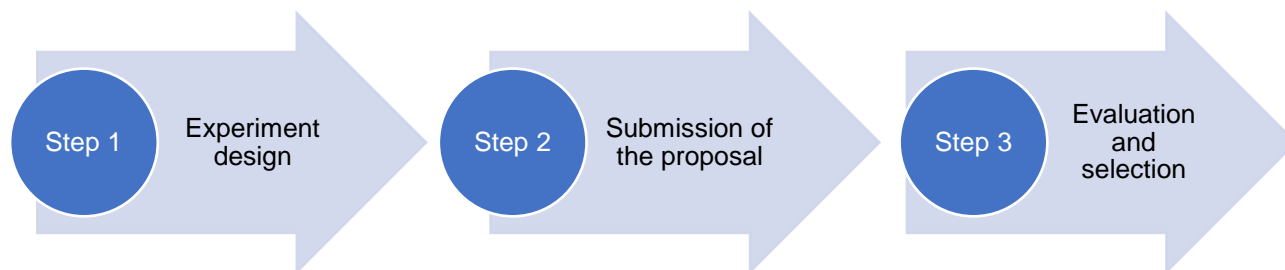 Step 1
Experiment
design
Step 2
Submission of
the proposal
Step 3
Evaluation
and
selection